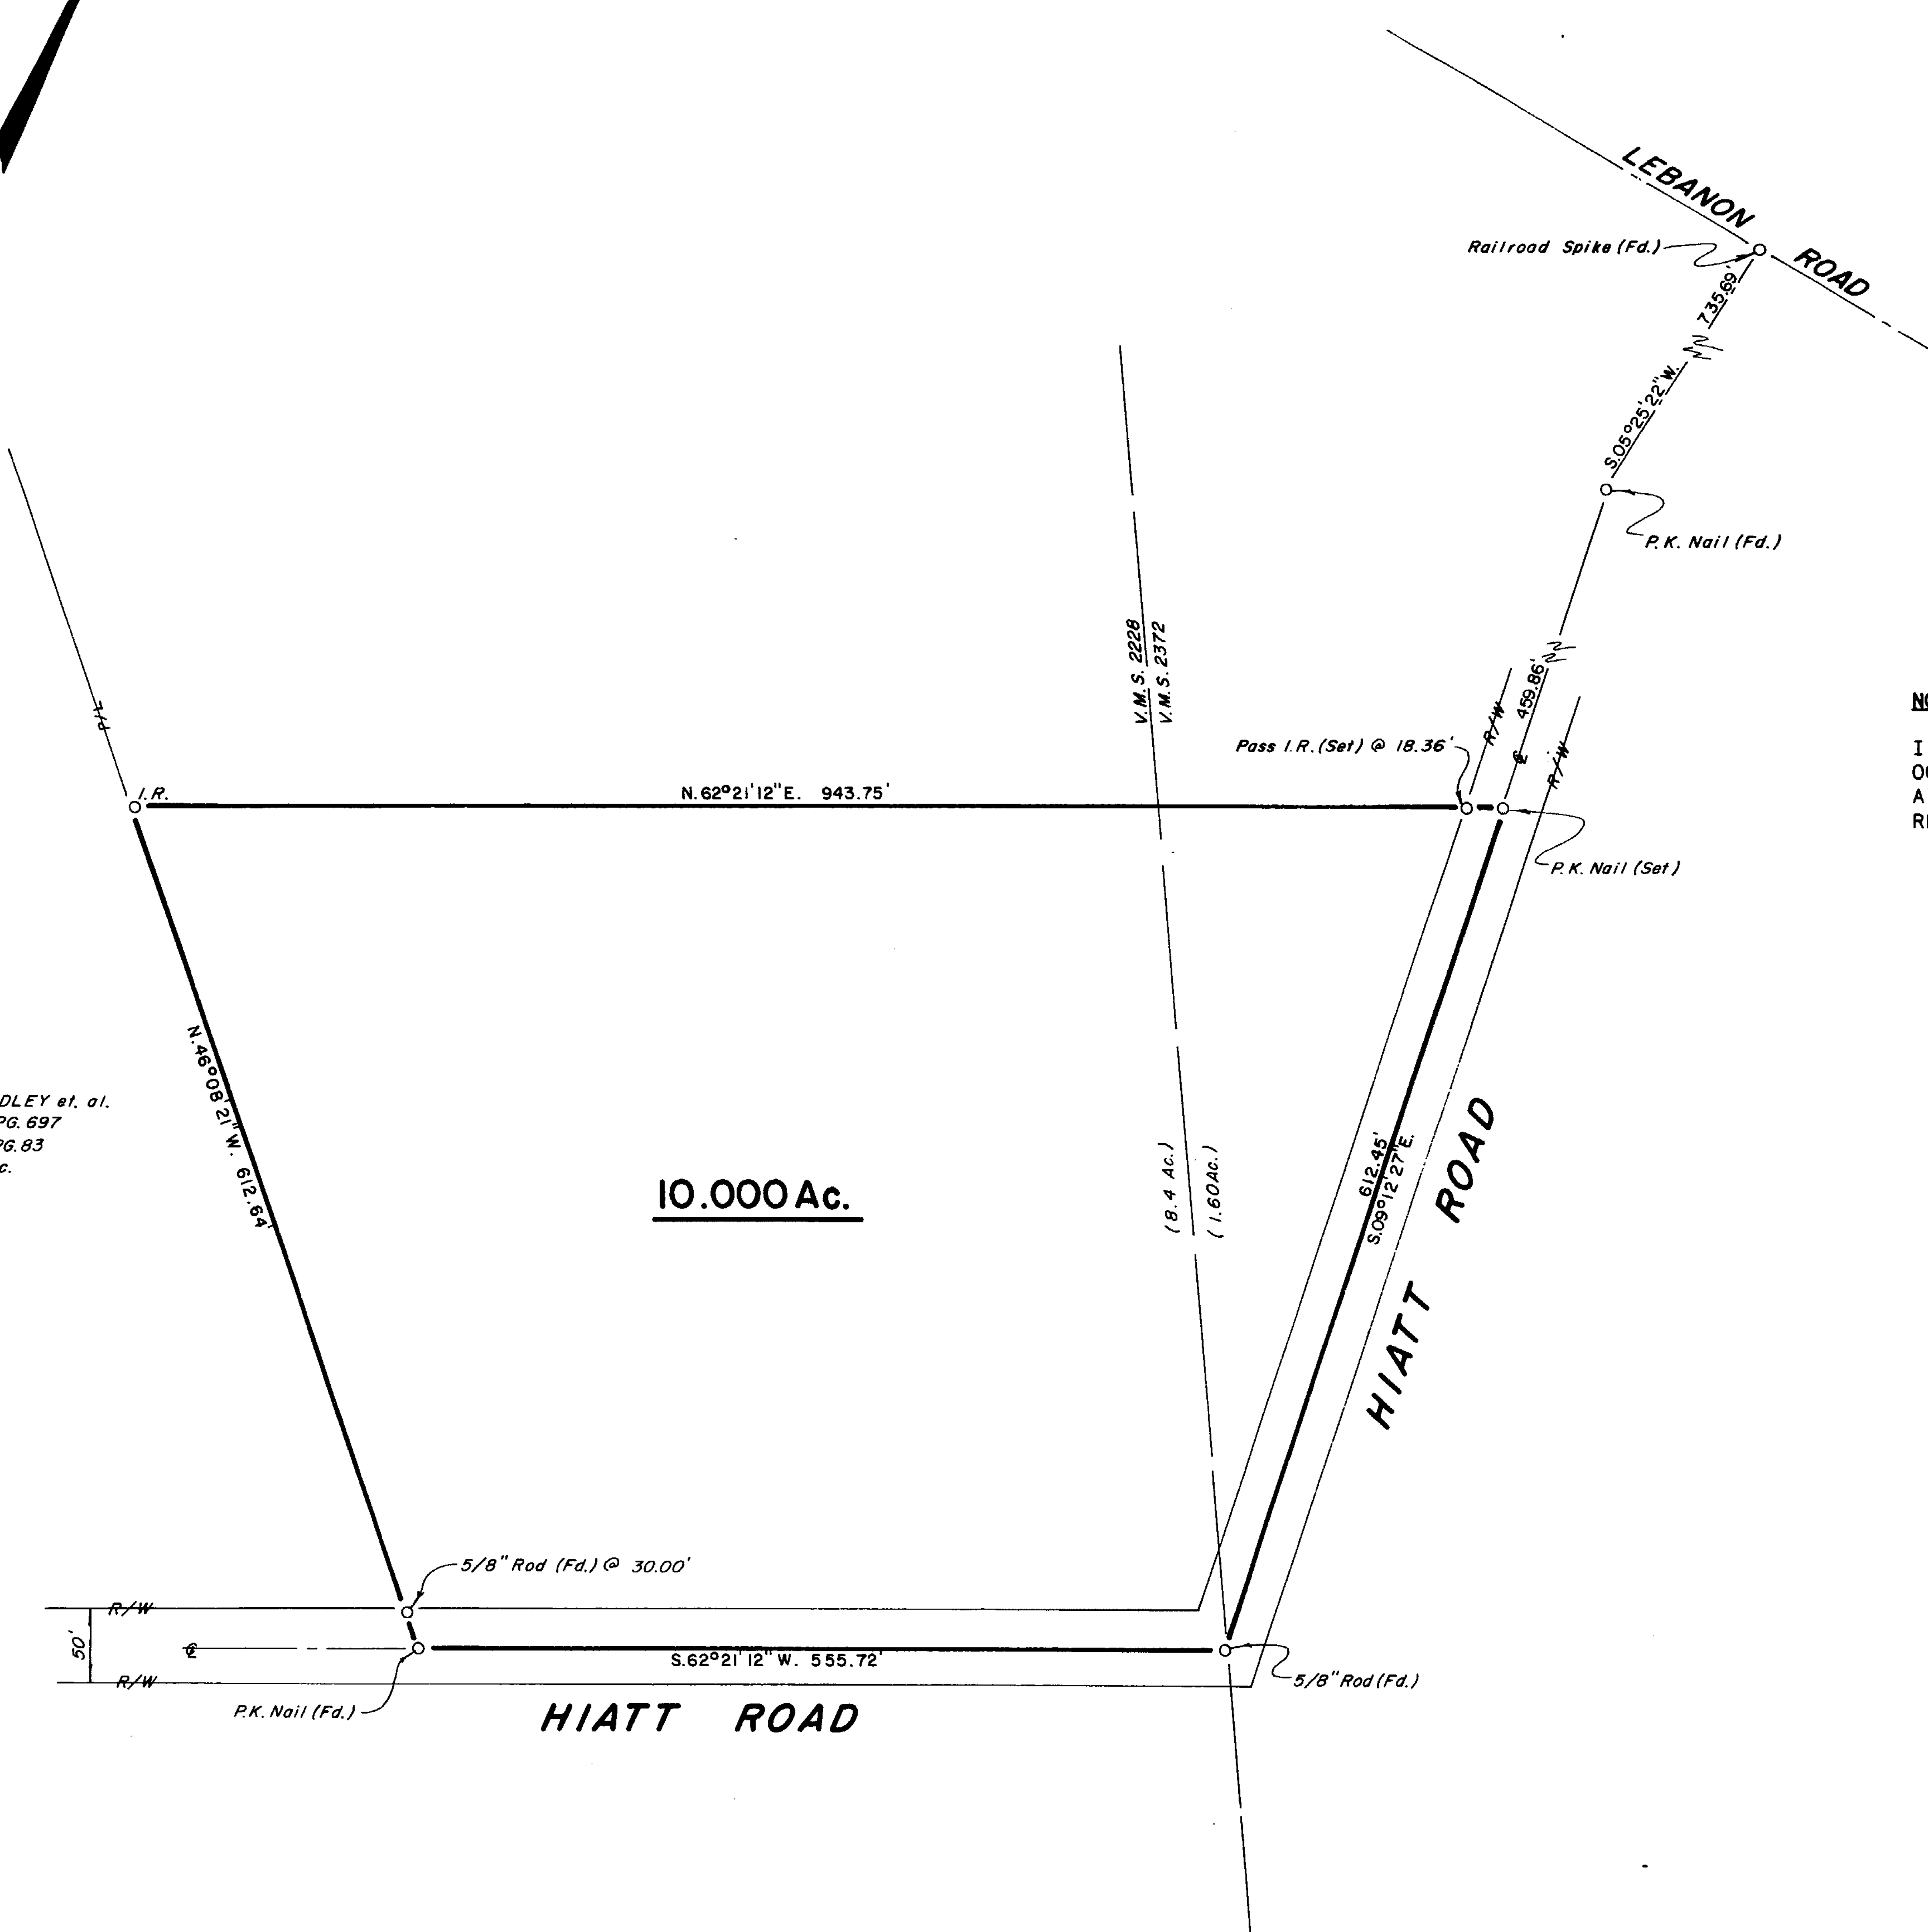 LEBANON ROAD
Railroad Spike (Fd.)
735.69'
S.05°25'22"W.
P.K. Nail (Fd.)
V.M.S. 2228
V.M.S. 2372
R/W
459.86'
℄
R/W
Pass I.R. (Set) @ 18.36'
P/L
I.R.
N.62°21'12"E. 943.75'
P.K. Nail (Set)
N.46°08'21"W. 612.64'
DLEY et. al.
PG. 697
PG. 83
c.
10.000 Ac.
(8.4 Ac.)
(1.60 Ac.)
612.45'
S.09°12'27"E.
HIATT ROAD
5/8" Rod (Fd.) @ 30.00'
R/W
50'
℄
R/W
S.62°21'12"W. 555.72'
P.K. Nail (Fd.)
5/8" Rod (Fd.)
HIATT ROAD